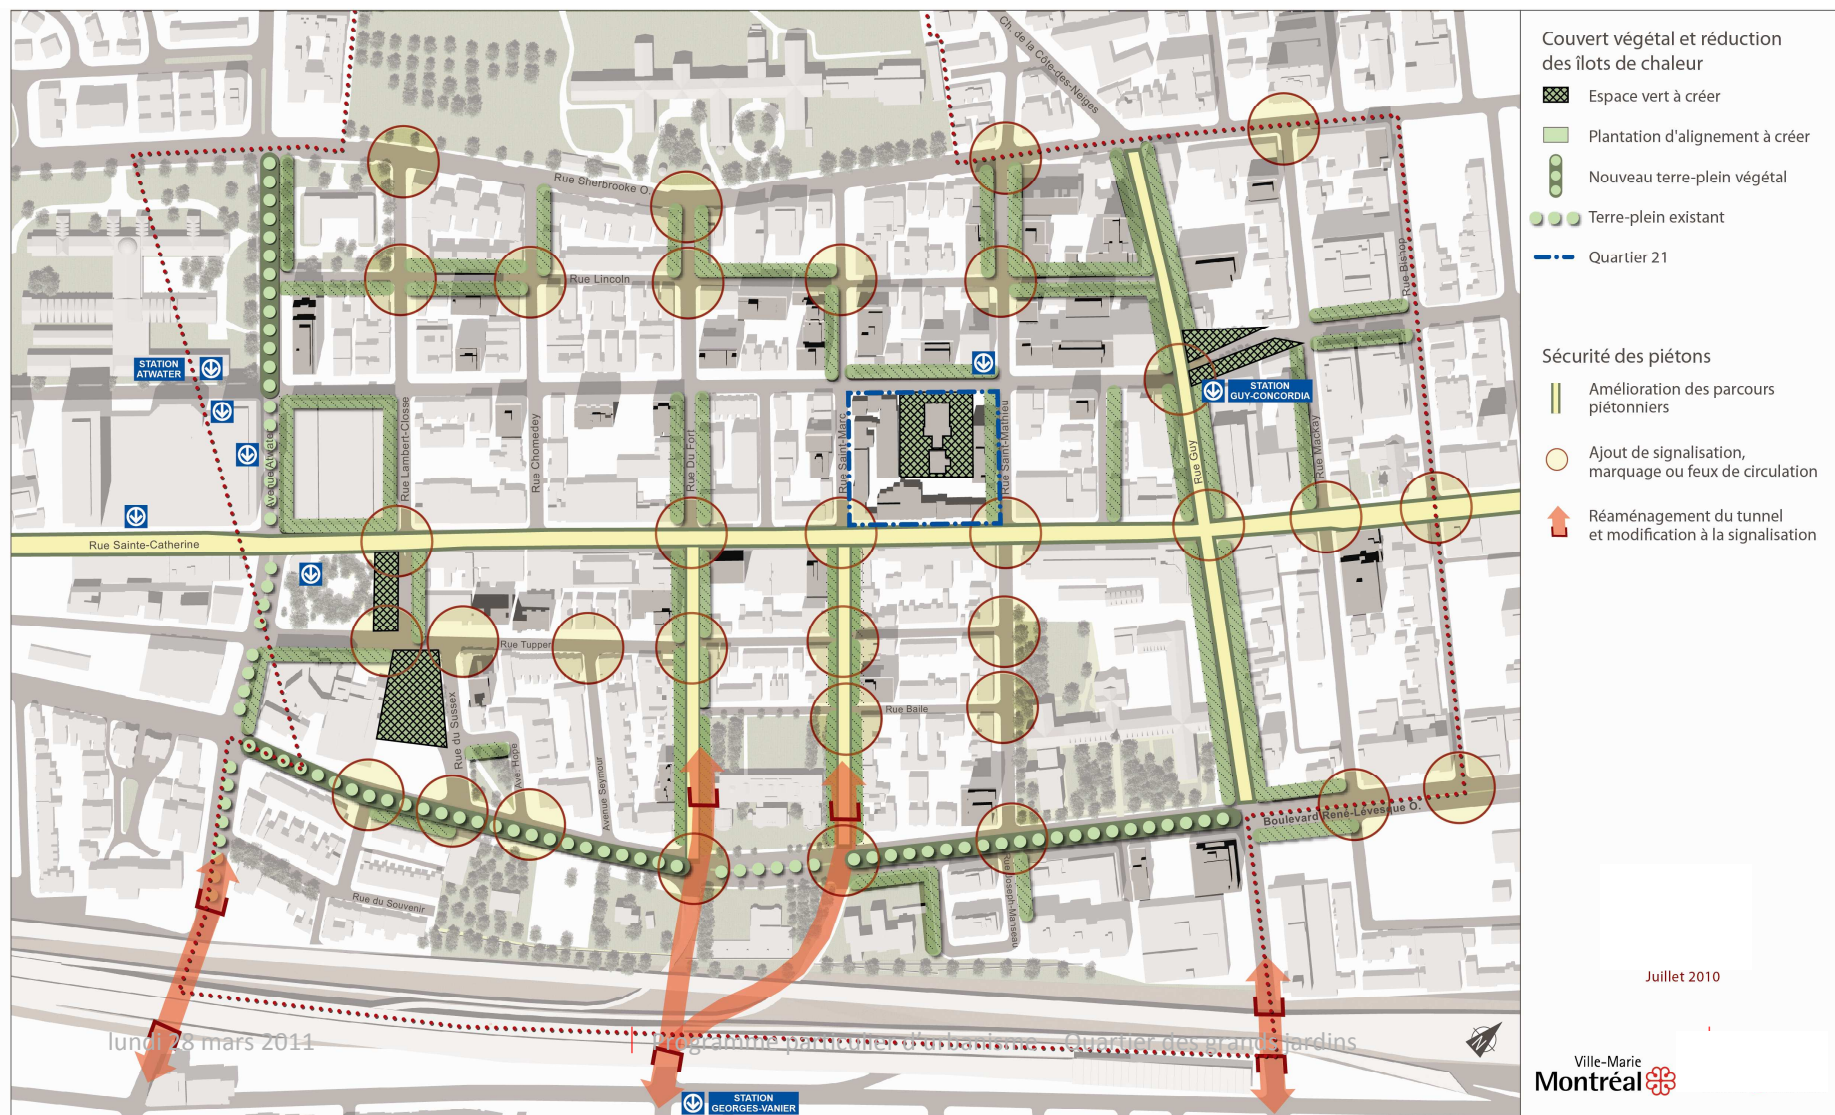 Ch. de la Côte-des-Neiges
Rue Sherbrooke O.
Rue Lincoln
Rue Bishop
STATION
ATWATER
STATION
GUY-CONCORDIA
Avenue Atwater
Rue Lambert-Closse
Rue Chomedey
Rue Du Fort
Rue Saint-Marc
Rue Saint-Mathieu
Rue Guy
Rue Mackay
Rue Sainte-Catherine
Rue Tupper
Rue du Sussex
Ave. Hope
Avenue Seymour
Rue Baile
Boulevard René-Lévesque O.
Rue du Souvenir
Rue Joseph-Manseau
lundi 28 mars 2011
Programme particulier d'urbanisme - Quartier des grands jardins
STATION
GEORGES-VANIER
Couvert végétal et réduction
des îlots de chaleur
Espace vert à créer
Plantation d'alignement à créer
Nouveau terre-plein végétal
Terre-plein existant
Quartier 21
Sécurité des piétons
Amélioration des parcours
piétonniers
Ajout de signalisation,
marquage ou feux de circulation
Réaménagement du tunnel
et modification à la signalisation
Juillet 2010
Ville-Marie
Montréal
N